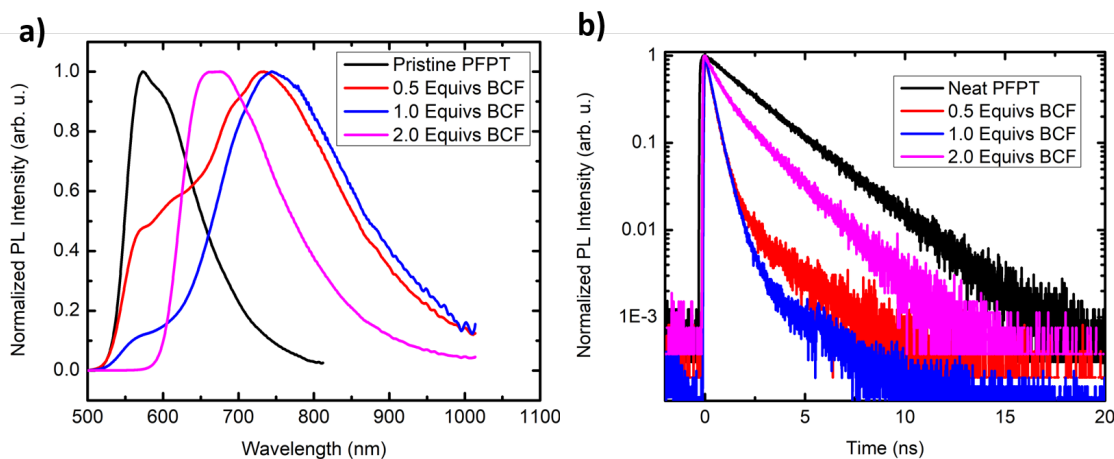 a)
Normalized PL Intensity (arb. u.)
1.0
0.8
0.6
0.4
0.2
0.0
Pristine PFPT
0.5 Equivs BCF
1.0 Equivs BCF
2.0 Equivs BCF
500 600 700 800 900 1000 1100
Wavelength (nm)
b)
Normalized PL Intensity (arb. u.)
1
0.1
0.01
1E-3
Neat PFPT
0.5 Equivs BCF
1.0 Equivs BCF
2.0 Equivs BCF
0 5 10 15 20
Time (ns)